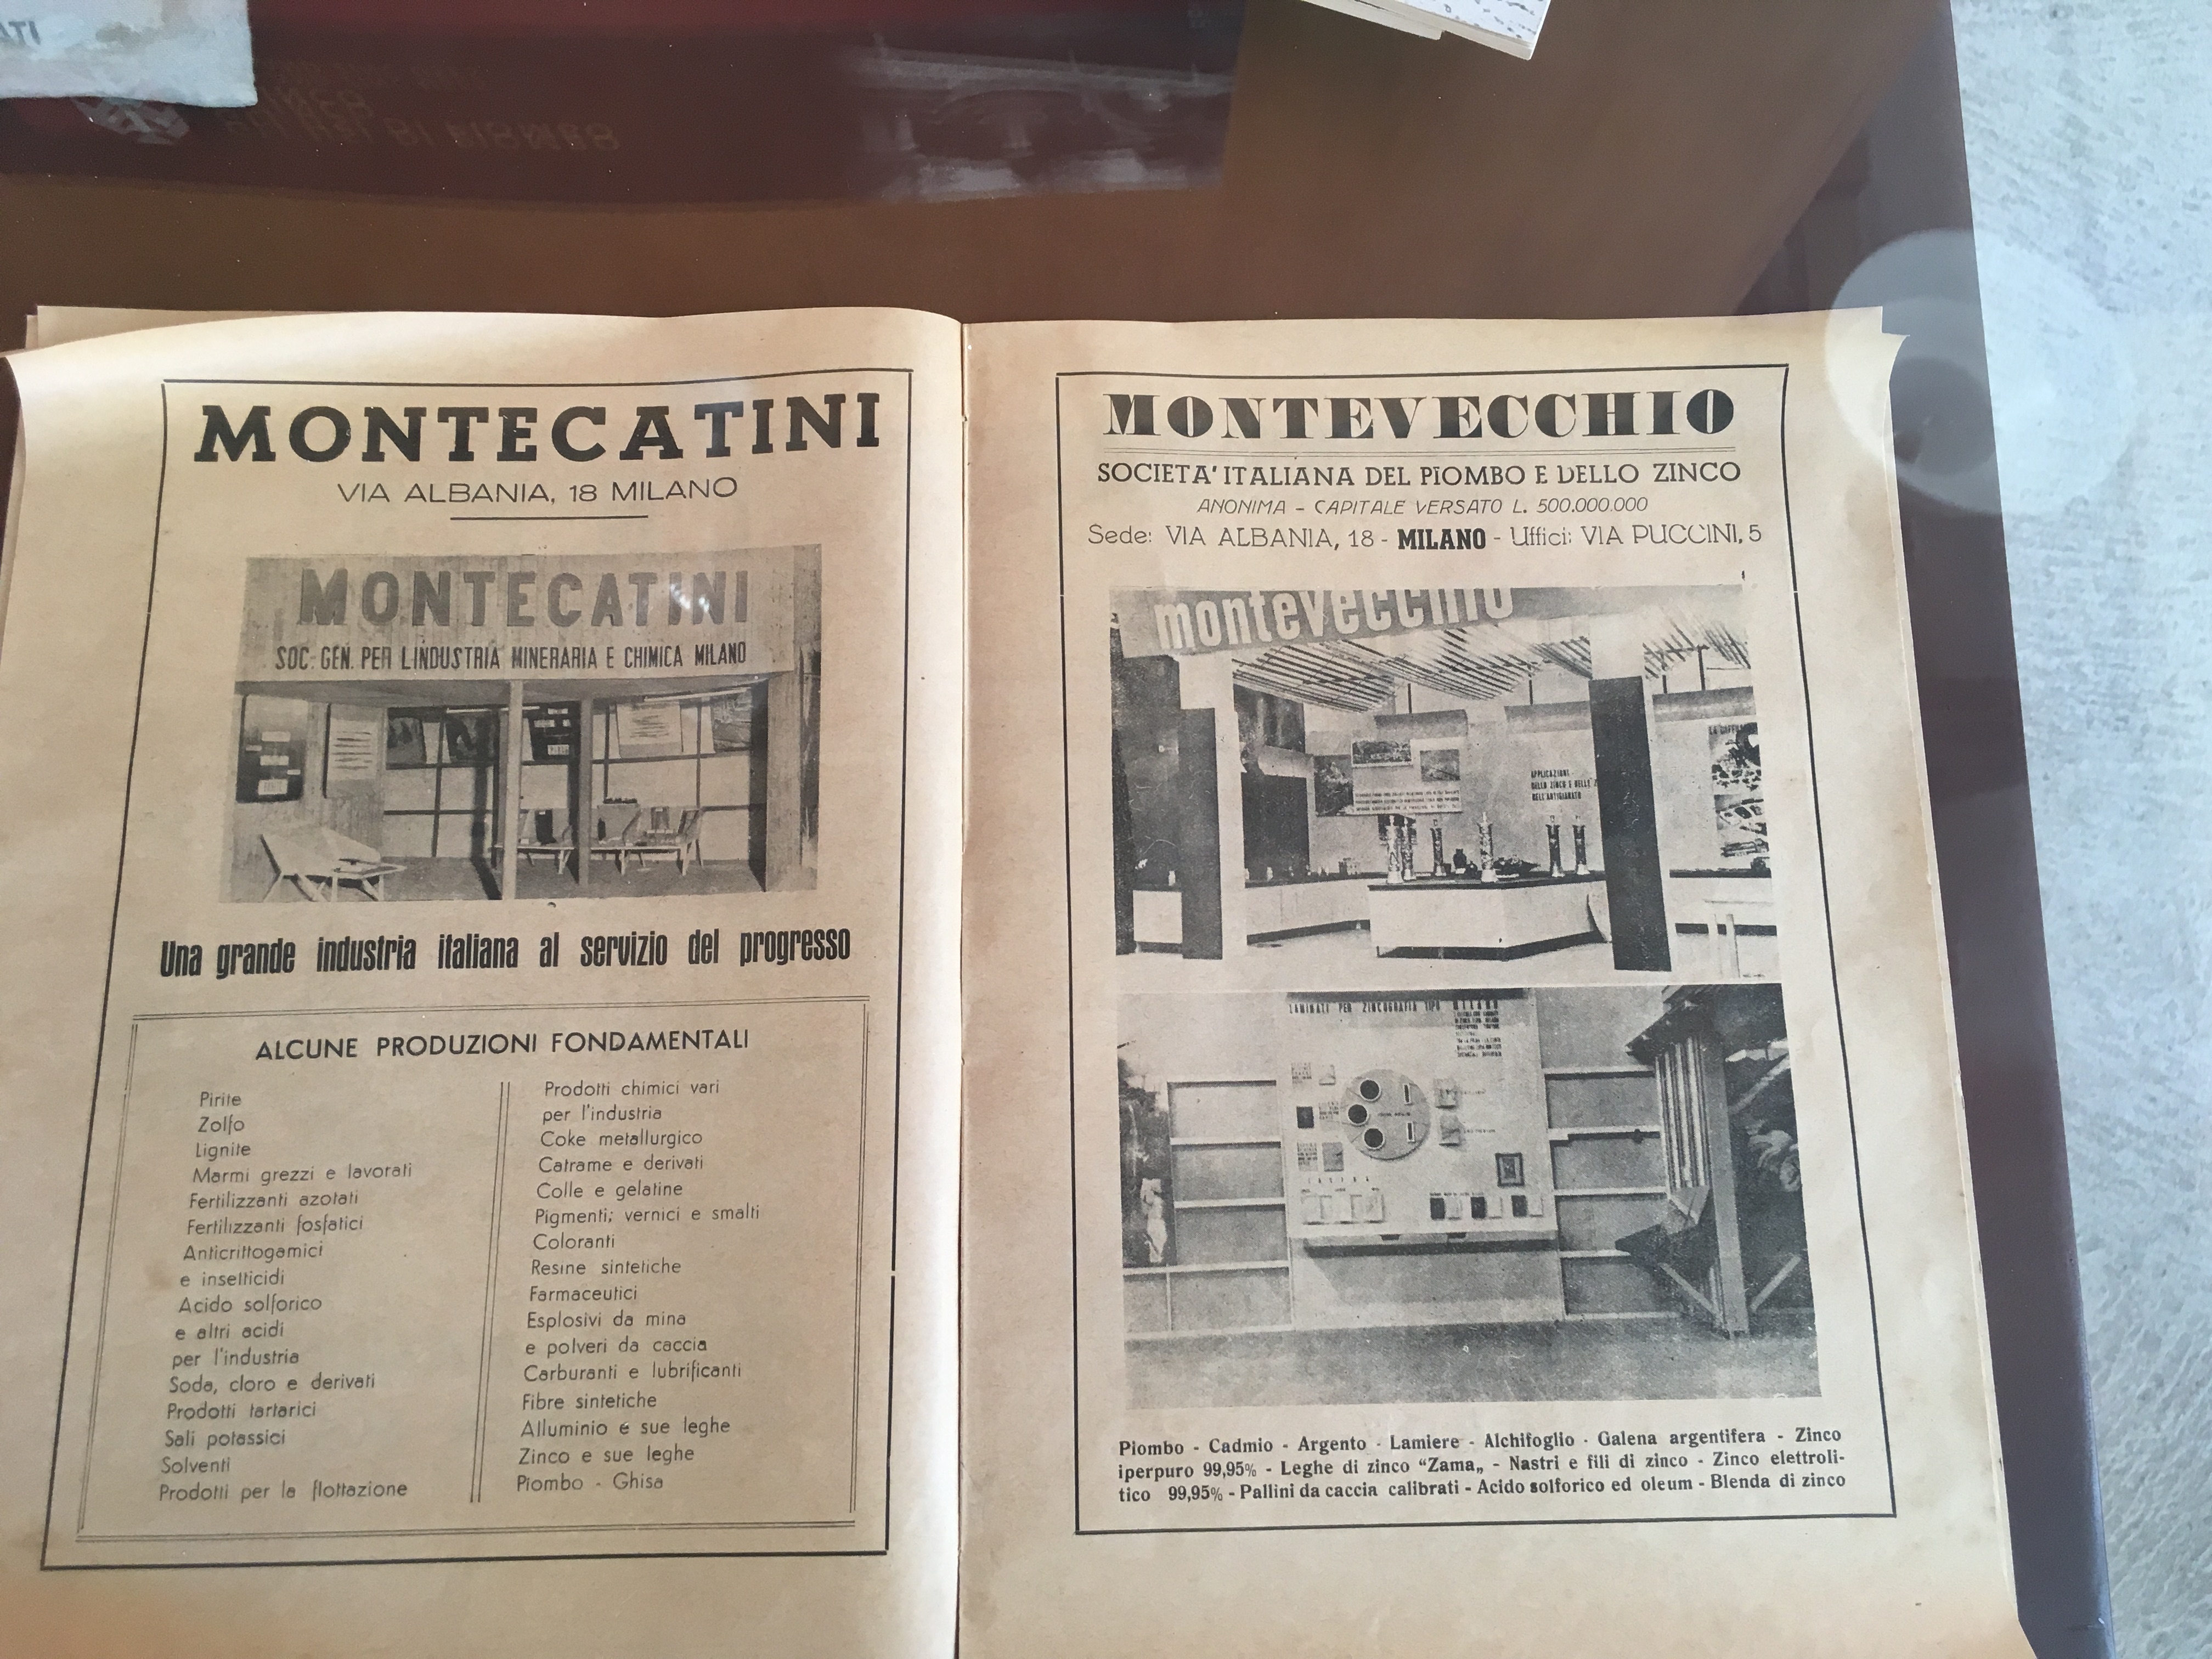 ATI
MONTECATINI
VIA ALBANIA, 18 MILANO
MONTECATINI
SOC. GEN. PER L'INDUSTRIA MINERARIA E CHIMICA MILANO
Una grande industria italiana al servizio del progresso
ALCUNE PRODUZIONI FONDAMENTALI
Pirite
Zolfo
Lignite
Marmi grezzi e lavorati
Fertilizzanti azotati
Fertilizzanti fosfatici
Anticrittogamici
e insetticidi
Acido solforico
e altri acidi
per l'industria
Soda, cloro e derivati
Prodotti tartarici
Sali potassici
Solventi
Prodotti per la flottazione
Prodotti chimici vari
per l'industria
Coke metallurgico
Catrame e derivati
Colle e gelatine
Pigmenti; vernici e smalti
Coloranti
Resine sintetiche
Farmaceutici
Esplosivi da mina
e polveri da caccia
Carburanti e lubrificanti
Fibre sintetiche
Alluminio e sue leghe
Zinco e sue leghe
Piombo - Ghisa
MONTEVECCHIO
SOCIETA' ITALIANA DEL PIOMBO E DELLO ZINCO
ANONIMA - CAPITALE VERSATO L. 500.000.000
Sede: VIA ALBANIA, 18 - MILANO - Uffici: VIA PUCCINI, 5
montevecchio
APPLICAZIONI
DELLO ZINCO E DELLE
NELL'ARTIGIANATO
LAMINATI PER ZINCOGRAFIA TIPO MILANO
Piombo - Cadmio - Argento - Lamiere - Alchifoglio - Galena argentifera - Zinco
iperpuro 99,95% - Leghe di zinco "Zama„ - Nastri e fili di zinco - Zinco elettroli-
tico 99,95% - Pallini da caccia calibrati - Acido solforico ed oleum - Blenda di zinco